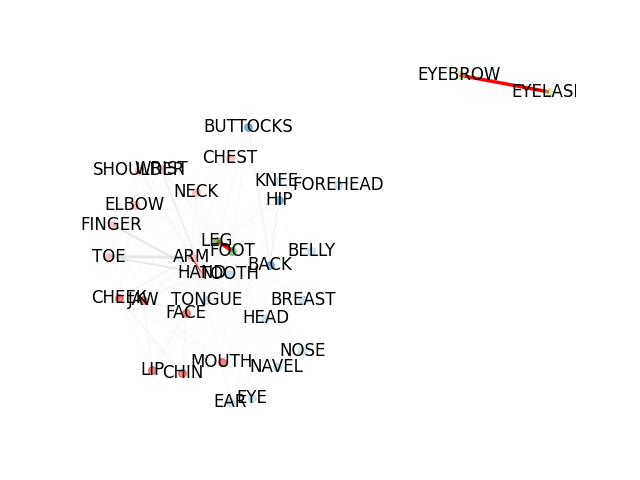 EYEBROW
EYELASH
BUTTOCKS
CHEST
SHOULDER
WRIST
KNEE
FOREHEAD
NECK
HIP
ELBOW
FINGER
LEG
FOOT
BELLY
TOE
ARM
BACK
HAND
TOOTH
CHEEK
JAW
TONGUE
BREAST
FACE
HEAD
NOSE
MOUTH
NAVEL
LIP
CHIN
EAR
EYE